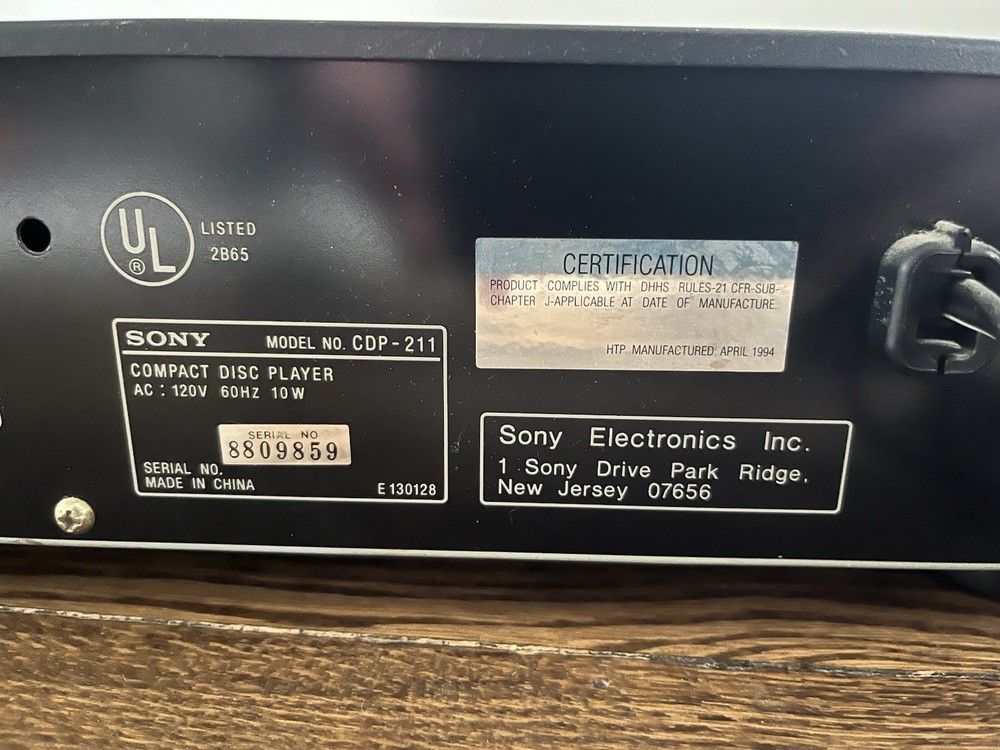 UL
®
LISTED
2B65
SONY MODEL NO. CDP-211
COMPACT DISC PLAYER
AC : 120V 60HZ 10W
SERIAL NO
8809859
SERIAL NO.
MADE IN CHINA
E 130128
CERTIFICATION
PRODUCT COMPLIES WITH DHHS RULES-21 CFR-SUB-
CHAPTER J-APPLICABLE AT DATE OF MANUFACTURE.
HTP MANUFACTURED: APRIL 1994
Sony Electronics Inc.
1 Sony Drive Park Ridge,
New Jersey 07656